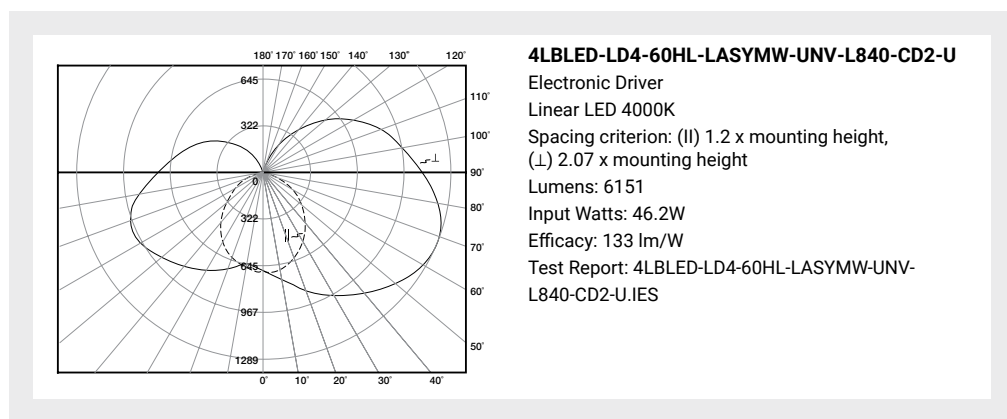 180° 170° 160° 150° 140° 130° 120°
645
110°
322
100°
⊥
90°
0
80°
322
||
70°
645
60°
967
50°
1289
0° 10° 20° 30° 40°
4LBLED-LD4-60HL-LASYMW-UNV-L840-CD2-U
Electronic Driver
Linear LED 4000K
Spacing criterion: (II) 1.2 x mounting height,
(⊥) 2.07 x mounting height
Lumens: 6151
Input Watts: 46.2W
Efficacy: 133 lm/W
Test Report: 4LBLED-LD4-60HL-LASYMW-UNV-
L840-CD2-U.IES